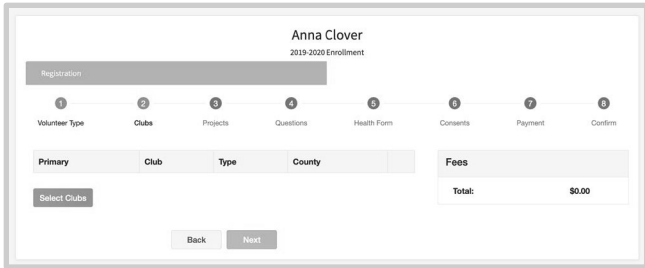 Anna Clover
2019-2020 Enrollment
Registration
1 2 3 4 5 6 7 8
Volunteer Type Clubs Projects Questions Health Form Consents Payment Confirm
Primary Club Type County
Fees
Total: $0.00
Select Clubs
Back Next